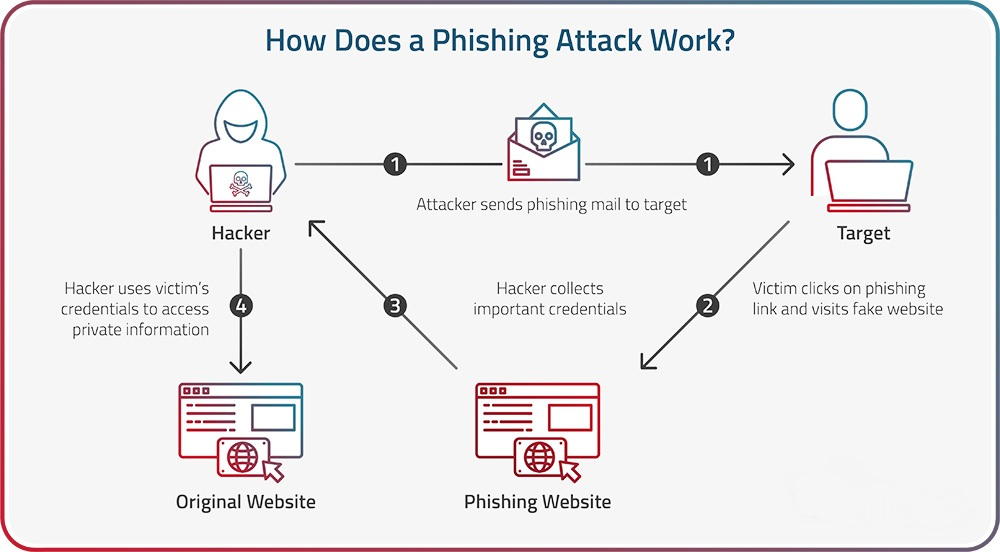 How Does a Phishing Attack Work?
1
1
Attacker sends phishing mail to target
Hacker
Target
Hacker uses victim's
credentials to access
private information
4
3
Hacker collects
important credentials
2
Victim clicks on phishing
link and visits fake website
Original Website
Phishing Website